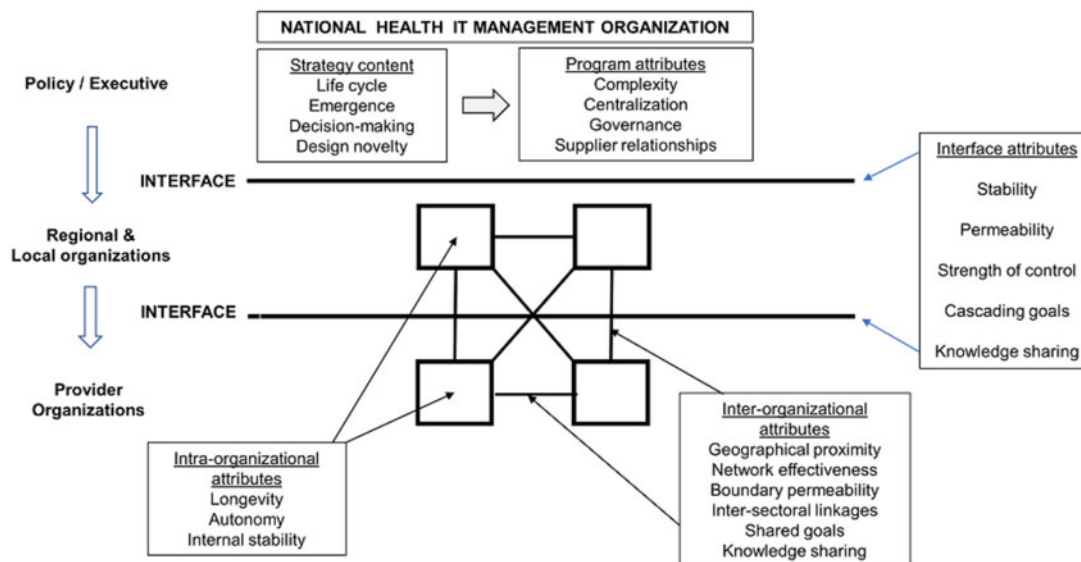 NATIONAL HEALTH IT MANAGEMENT ORGANIZATION
Policy / Executive
Strategy content
Life cycle
Emergence
Decision-making
Design novelty
Program attributes
Complexity
Centralization
Governance
Supplier relationships
INTERFACE
Interface attributes
Stability
Permeability
Strength of control
Cascading goals
Knowledge sharing
Regional &
Local organizations
INTERFACE
Provider
Organizations
Intra-organizational
attributes
Longevity
Autonomy
Internal stability
Inter-organizational
attributes
Geographical proximity
Network effectiveness
Boundary permeability
Inter-sectoral linkages
Shared goals
Knowledge sharing